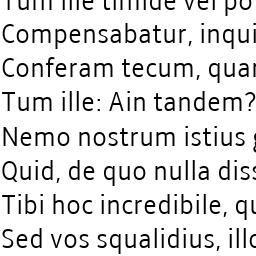 Tum ille timide vel po
Compensabatur, inqui
Conferam tecum, quar
Tum ille: Ain tandem?
Nemo nostrum istius
Quid, de quo nulla diss
Tibi hoc incredibile, qu
Sed vos squalidius, illo